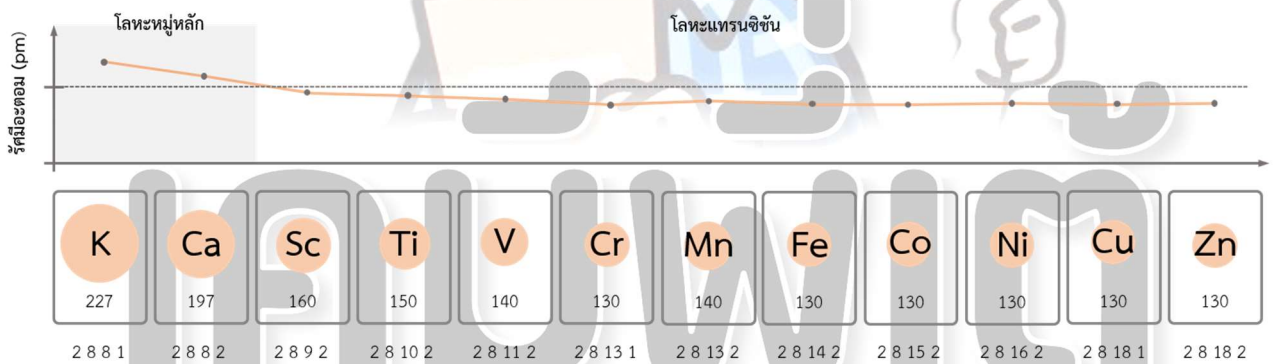 โลหะหมู่หลัก
โลหะแทรนซิชัน
รัศมีอะตอม (pm)
K Ca Sc Ti V Cr Mn Fe Co Ni Cu Zn
227 197 160 150 140 130 140 130 130 130 130 130
2 8 8 1 2 8 8 2 2 8 9 2 2 8 10 2 2 8 11 2 2 8 13 1 2 8 13 2 2 8 14 2 2 8 15 2 2 8 16 2 2 8 18 1 2 8 18 2